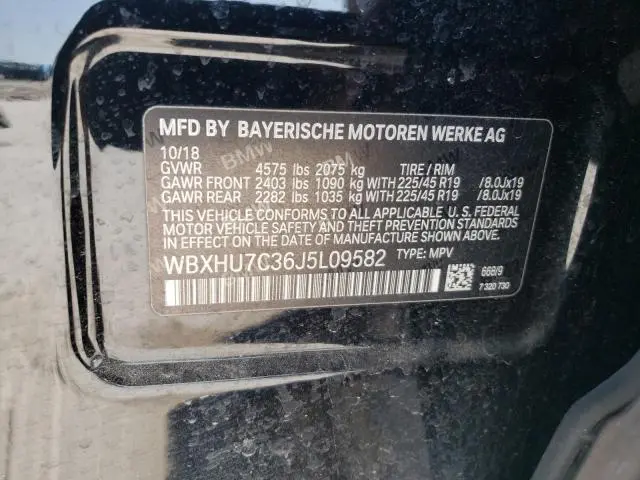 MFD BY BAYERISCHE MOTOREN WERKE AG
10/18
GVWR 4575 lbs 2075 kg TIRE / RIM
GAWR FRONT 2403 lbs 1090 kg WITH 225/45 R19 /8.0Jx19
GAWR REAR 2282 lbs 1035 kg WITH 225/45 R19 /8.0Jx19
THIS VEHICLE CONFORMS TO ALL APPLICABLE U. S. FEDERAL
MOTOR VEHICLE SAFETY AND THEFT PREVENTION STANDARDS
IN EFFECT ON THE DATE OF MANUFACTURE SHOWN ABOVE.
WBXHU7C36J5L09582 TYPE: MPV
668/9
7 320 730